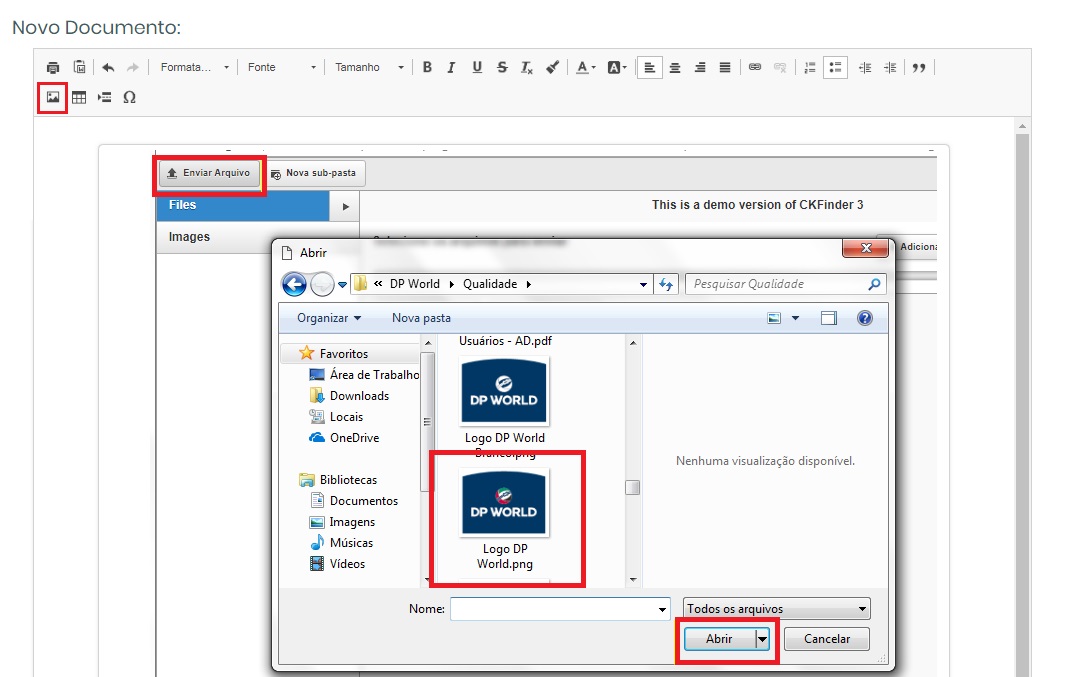 Novo Documento:
Formata... Fonte Tamanho B I U S Tx A A
Ω
Enviar Arquivo Nova sub-pasta
Files This is a demo version of CKFinder 3
Images
Adiciona
Abrir
« DP World Qualidade Pesquisar Qualidade
Organizar Nova pasta
Favoritos
Área de Trabalho
Downloads
Locais
OneDrive
Bibliotecas
Documentos
Imagens
Músicas
Vídeos
Usuários - AD.pdf
DP WORLD
Logo DP World
Branco.png
DP WORLD
Logo DP
World.png
Nenhuma visualização disponível.
Nome: Todos os arquivos
Abrir Cancelar